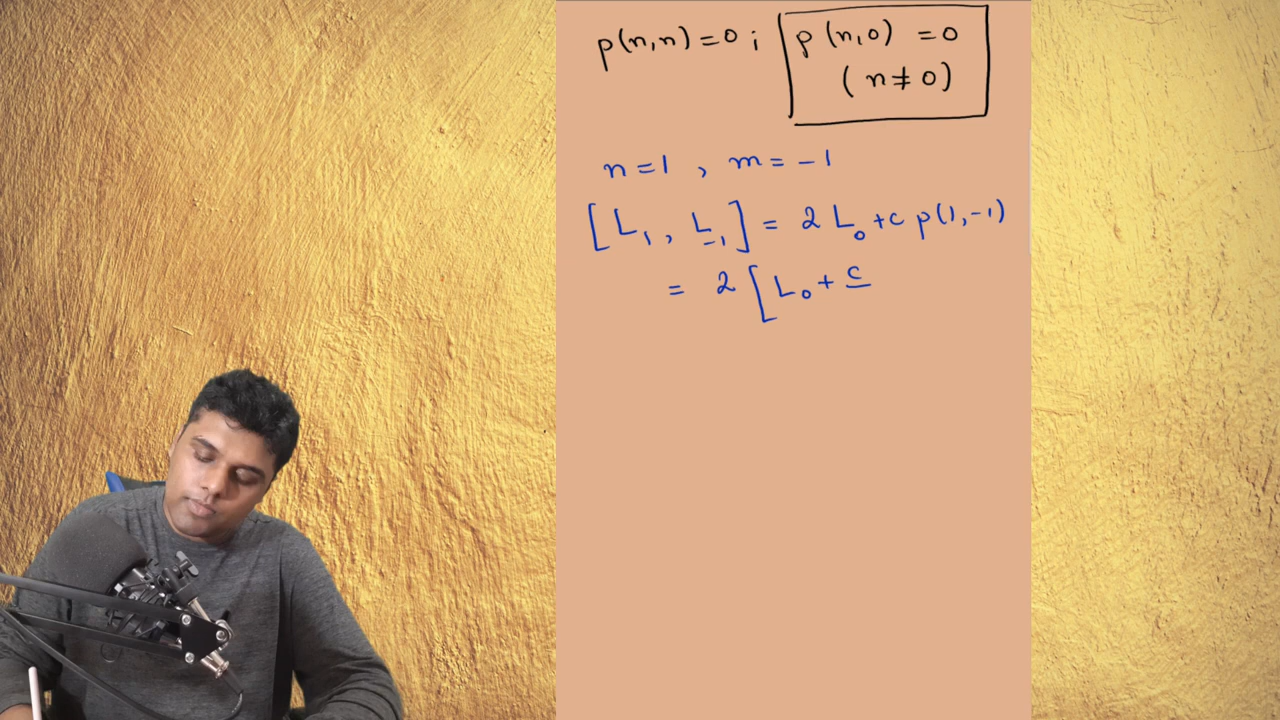 p(n,n)=0 ; p(n,0) =0
(n≠0)
n=1 , m=-1
[L₁, L₋₁] = 2 L₀ + c p(1,-1)
= 2 [ L₀ + c